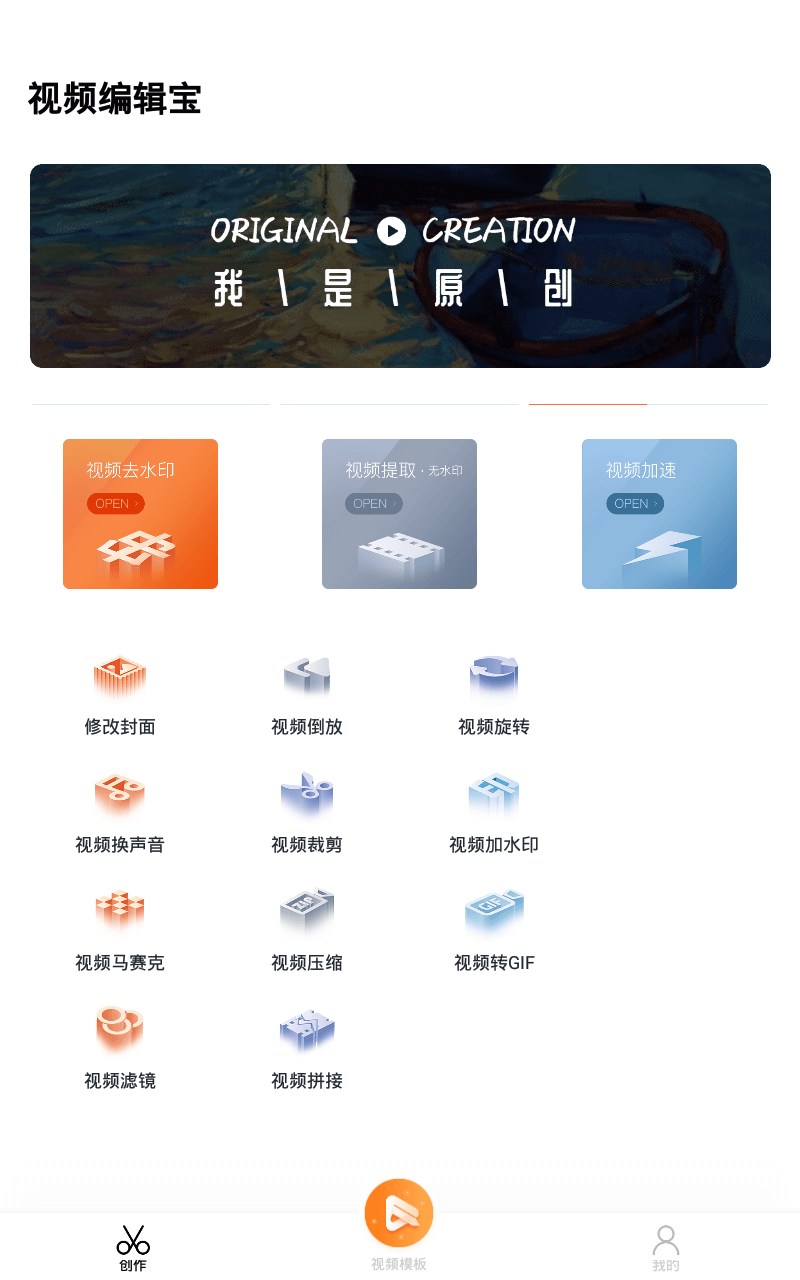 视频编辑宝
ORIGINAL CREATION
我 \ 是 \ 原 \ 创
视频去水印 视频提取 · 无水印 视频加速
OPEN › OPEN › OPEN ›
修改封面 视频倒放 视频旋转
视频换声音 视频裁剪 视频加水印
ZIP GIF
视频马赛克 视频压缩 视频转GIF
视频滤镜 视频拼接
创作 视频模板 我的